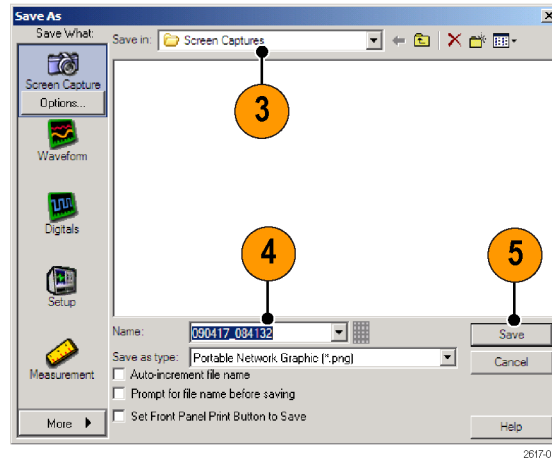 Save As
Save What:
Save in: Screen Captures
Screen Capture
Options...
Waveform
Digitals
Setup
Measurement
More
3
4
5
Name: 090417_084132
Save
Save as type: Portable Network Graphic (*.png)
Cancel
Auto-increment file name
Prompt for file name before saving
Set Front Panel Print Button to Save
Help
2617-0